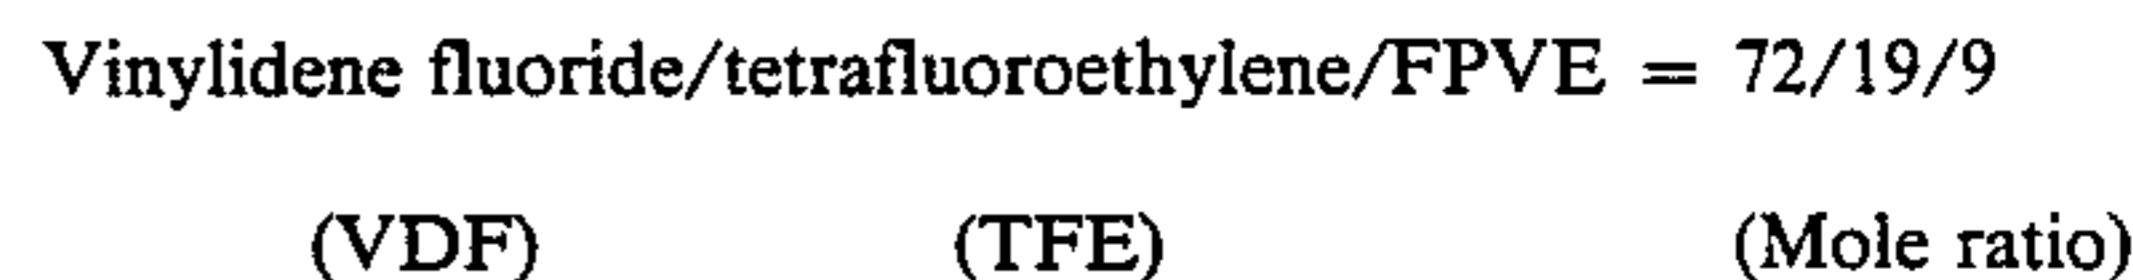 Vinylidene fluoride/tetrafluoroethylene/FPVE = 72/19/9
(VDF) (TFE) (Mole ratio)